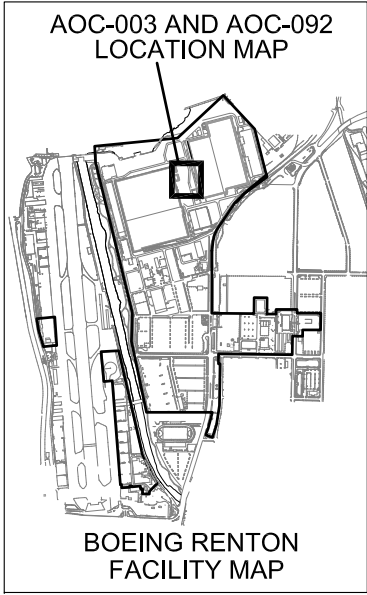 AOC-003 AND AOC-092
LOCATION MAP
BOEING RENTON
FACILITY MAP